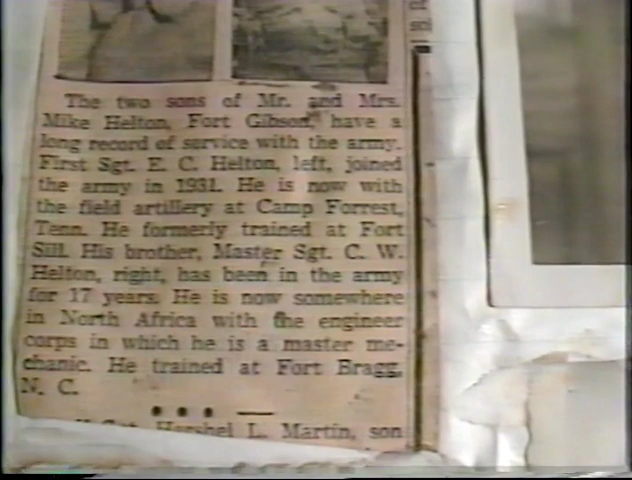 The two sons of Mr. and Mrs.
Mike Helton, Fort Gibson, have a
long record of service with the army.
First Sgt. E. C. Helton, left, joined
the army in 1931. He is now with
the field artillery at Camp Forrest,
Tenn. He formerly trained at Fort
Sill. His brother, Master Sgt. C. W.
Helton, right, has been in the army
for 17 years. He is now somewhere
in North Africa with the engineer
corps in which he is a master me-
chanic. He trained at Fort Bragg,
N. C.
• • • —
Sgt. Hershel L. Martin, son